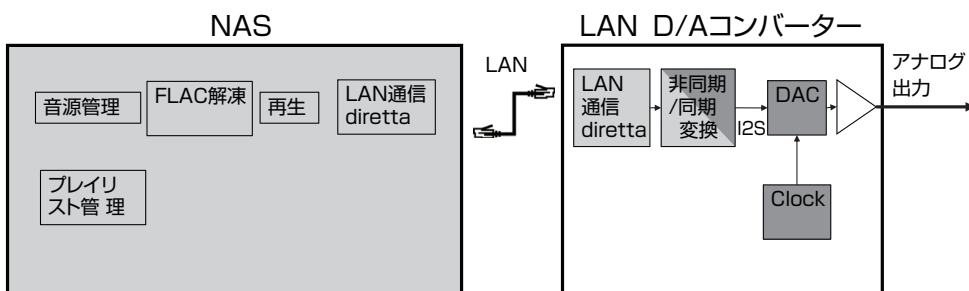 NAS
音源管理
FLAC解凍
再生
LAN通信
diretta
プレイリ
スト管 理
LAN
LAN D/Aコンバーター
LAN
通信
diretta
非同期
/同期
変換
I2S
DAC
Clock
アナログ
出力